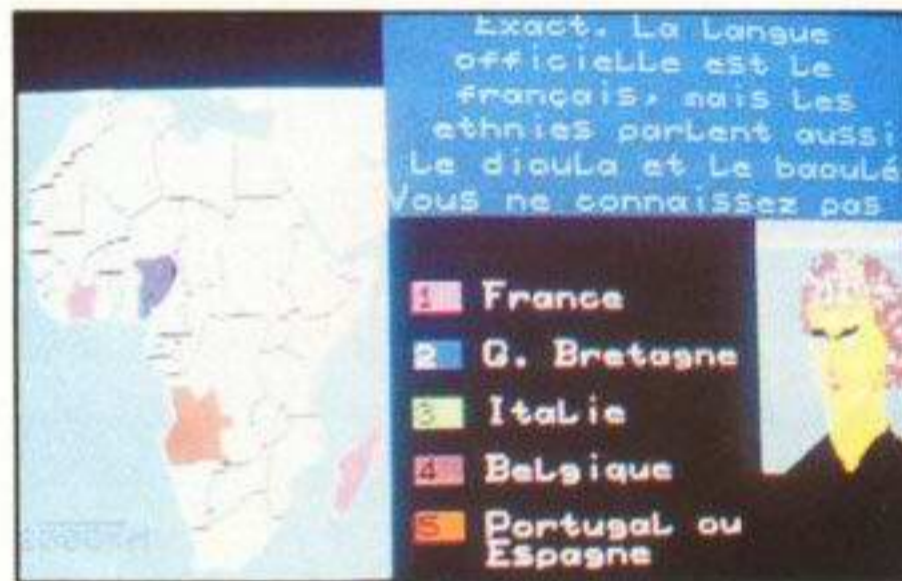 Exact. La langue
officielle est le
français, mais les
ethnies parlent aussi
le dioula et le baoulé
Vous ne connaissez pas
1 France
2 G. Bretagne
3 Italie
4 Belgique
5 Portugal ou
Espagne